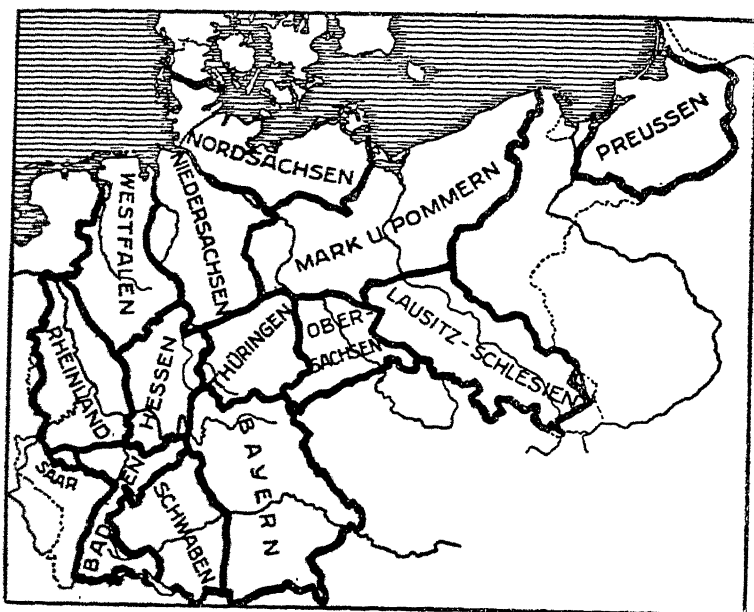 PREUSSEN
NORDSACHSEN
NIEDERSACHSEN
WESTFALEN
MARK U. POMMERN
LAUSITZ-SCHLESIEN
OBER-
SACHSEN
THÜRINGEN
HESSEN
RHEINLAND
SAAR
BADEN
SCHWABEN
BAYERN